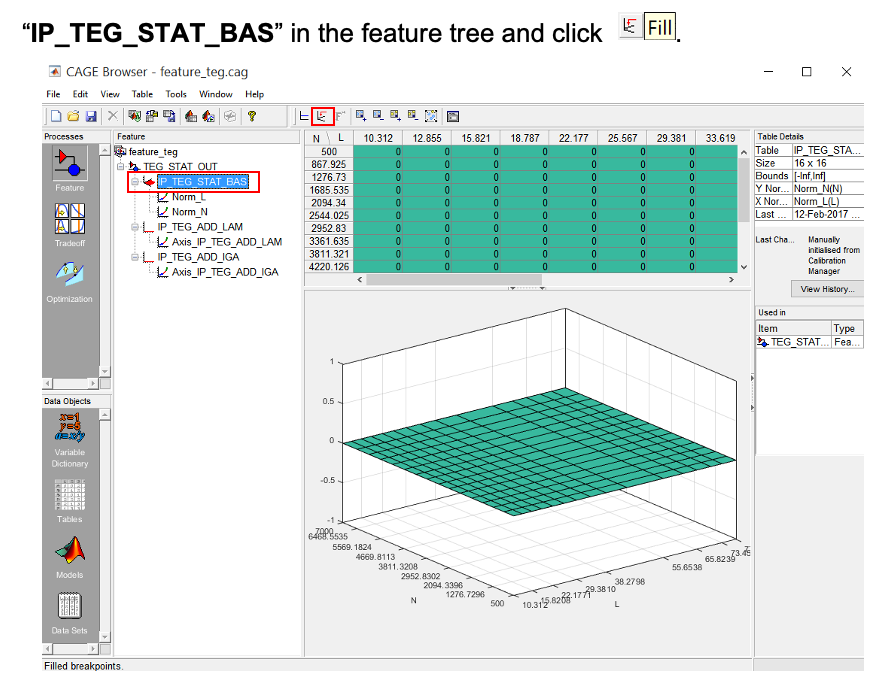 “IP_TEG_STAT_BAS” in the feature tree and click Fill.
CAGE Browser - feature_teg.cag
File Edit View Table Tools Window Help
Processes
Feature
Tradeoff
Optimization
Data Objects
x=1
y=5
a=x/y
Variable
Dictionary
Tables
Models
Data Sets
Feature
feature_teg
TEG_STAT_OUT
IP_TEG_STAT_BAS
Norm_L
Norm_N
IP_TEG_ADD_LAM
Axis_IP_TEG_ADD_LAM
IP_TEG_ADD_IGA
Axis_IP_TEG_ADD_IGA
N \ L 10.312 12.855 15.821 18.787 22.177 25.567 29.381 33.619
500 0 0 0 0 0 0 0 0
867.925 0 0 0 0 0 0 0 0
1276.73 0 0 0 0 0 0 0 0
1685.535 0 0 0 0 0 0 0 0
2094.34 0 0 0 0 0 0 0 0
2544.025 0 0 0 0 0 0 0 0
2952.83 0 0 0 0 0 0 0 0
3361.635 0 0 0 0 0 0 0 0
3811.321 0 0 0 0 0 0 0 0
4220.126 0 0 0 0 0 0 0 0
1
0.5
0
-0.5
-1
7000
6468.5535
5569.1824
4669.8113
3811.3208
2952.8302
2094.3396
1276.7296
500
N
10.312
15.8208
22.1771
29.3810
38.2798
55.6538
65.8239
73.45
L
Table Details
Table IP_TEG_STA...
Size 16 x 16
Bounds [-Inf,Inf]
Y Nor... Norm_N(N)
X Nor... Norm_L(L)
Last ... 12-Feb-2017 ...
Last Cha... Manually
initialised from
Calibration
Manager
View History...
Used in
Item Type
TEG_STAT... Fea...
Filled breakpoints.